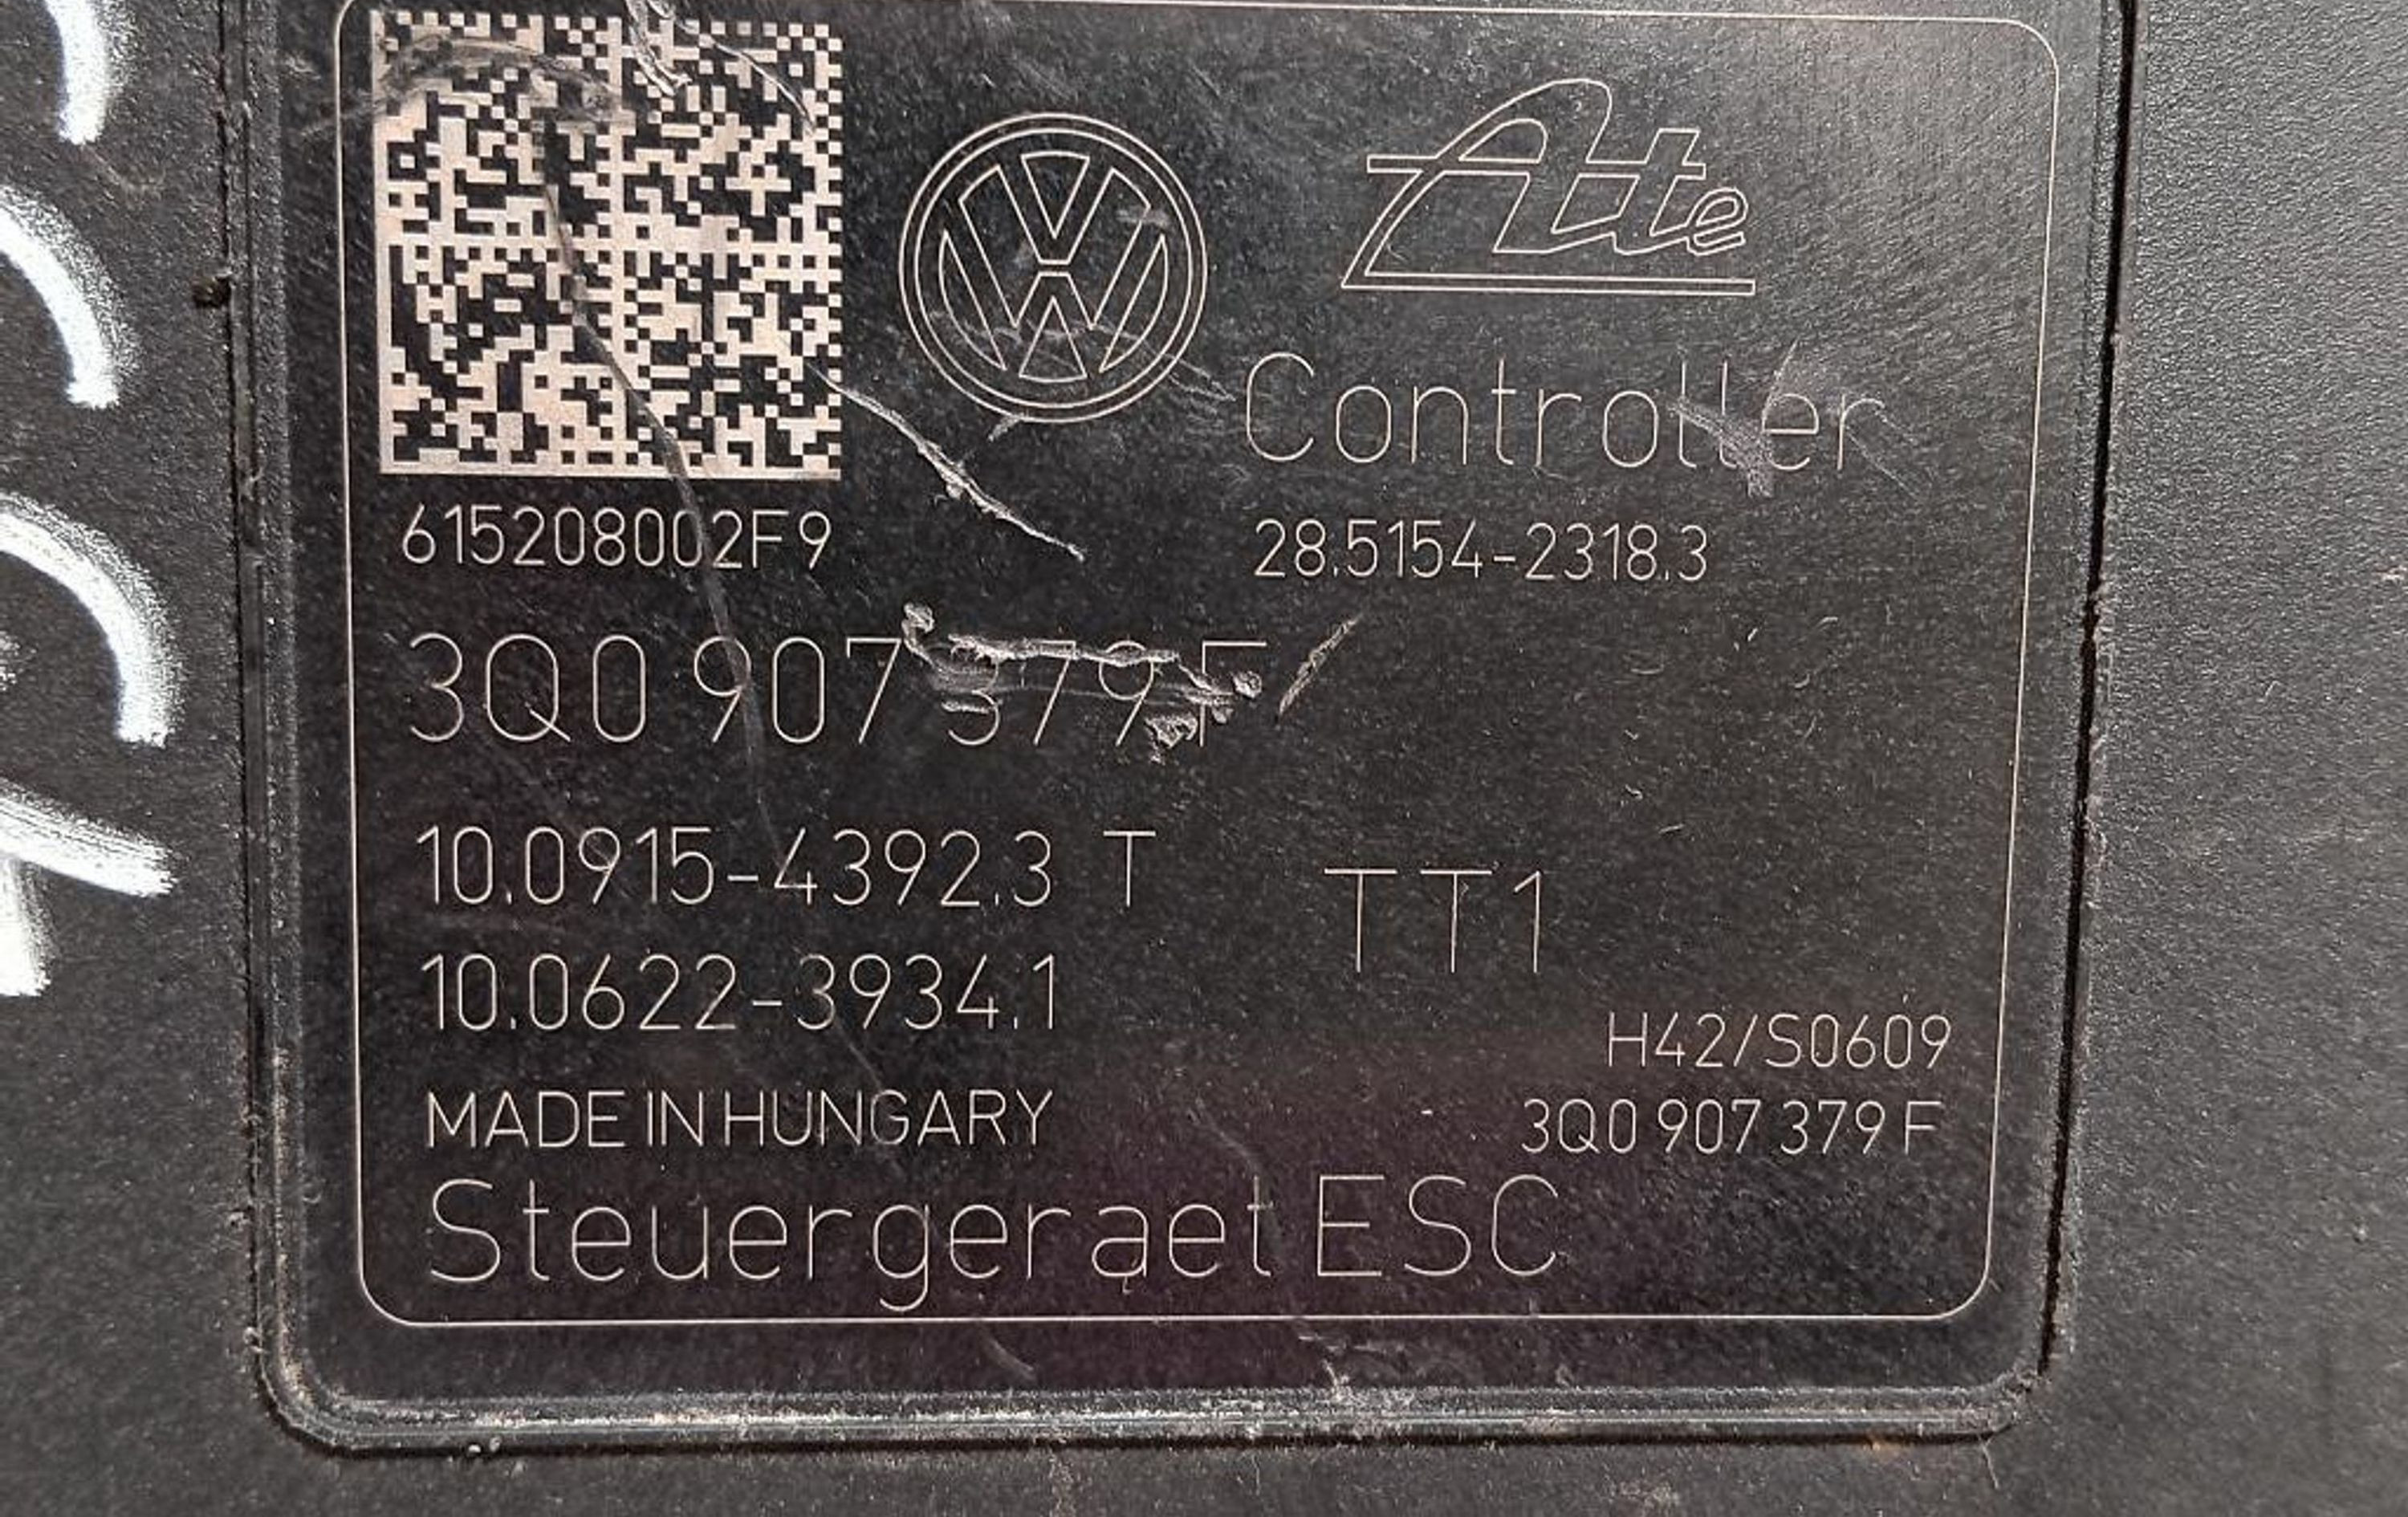 Ate
Controller
615208002F9
28.5154-2318.3
3Q0 907 379 F
10.0915-4392.3 T
TT1
10.0622-3934.1
H42/S0609
MADE IN HUNGARY
3Q0 907 379 F
Steuergeraet ESC